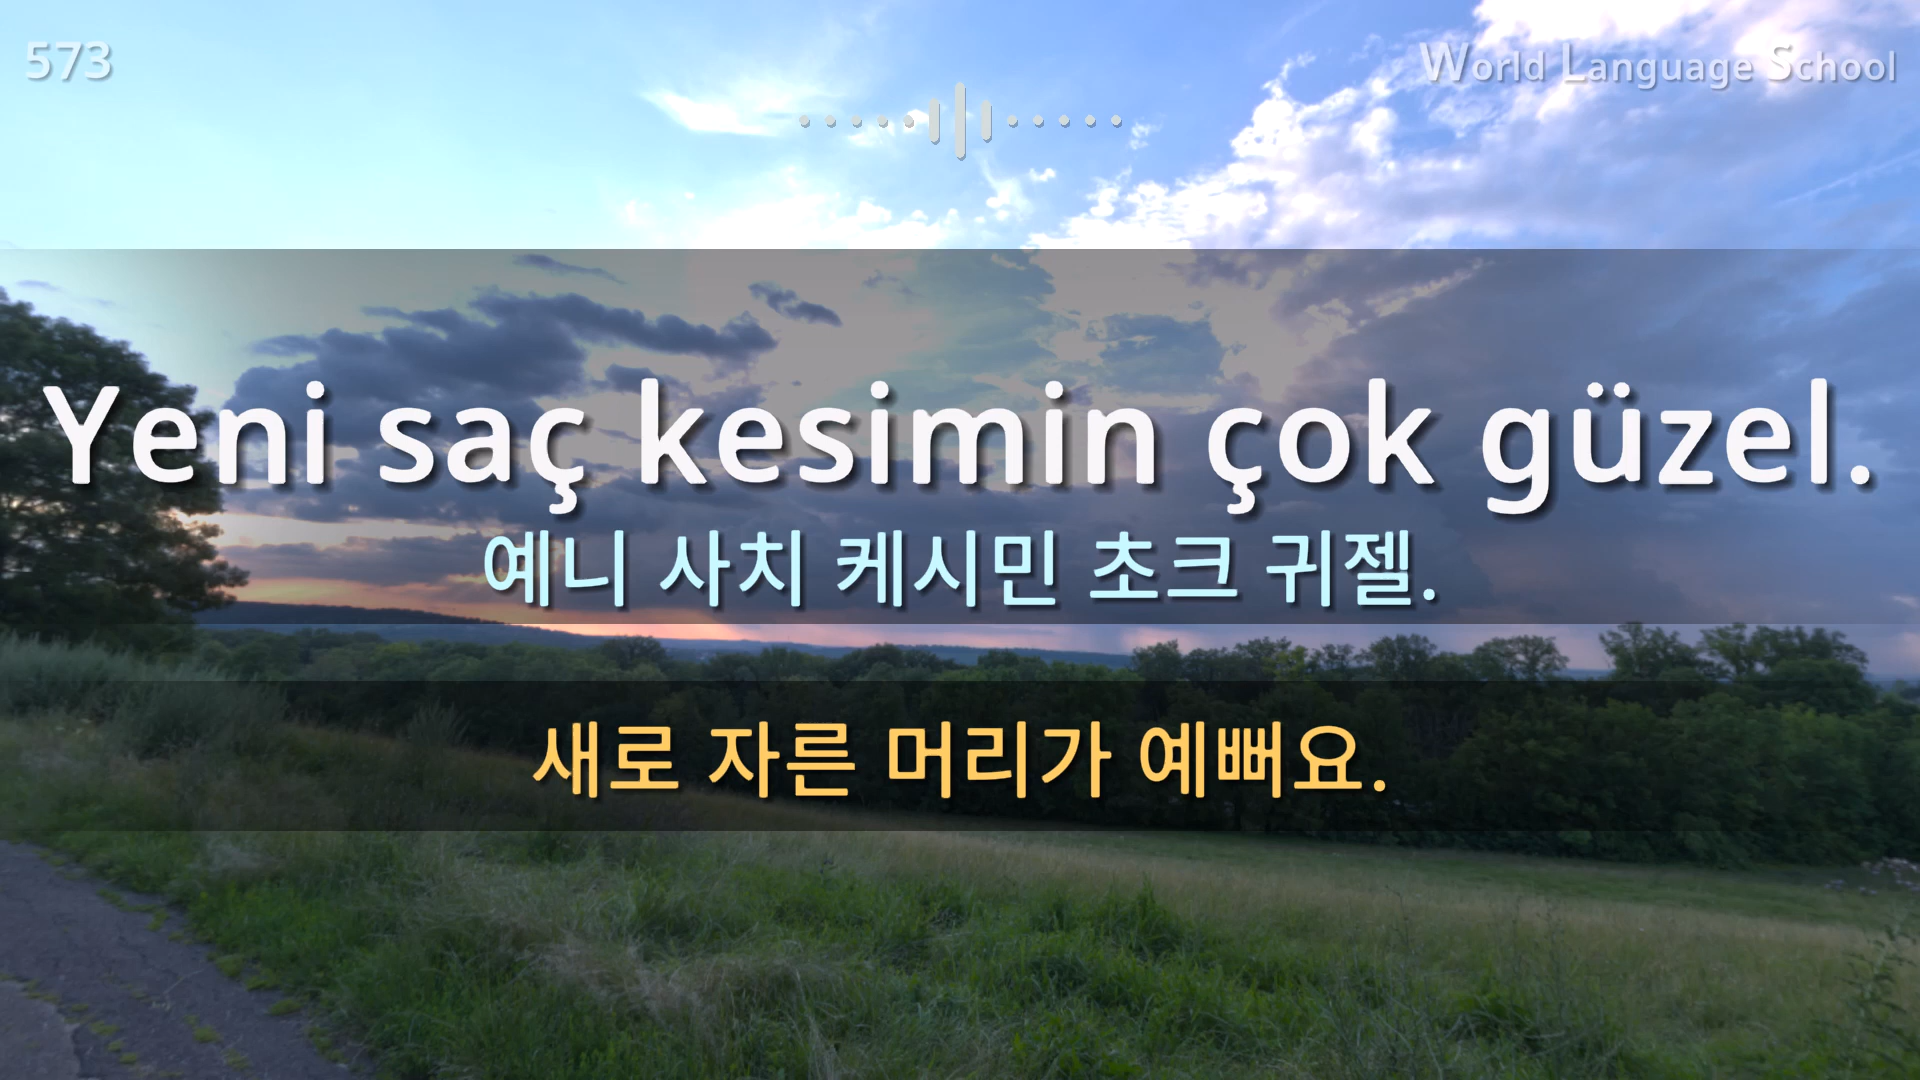 573
World Language School
Yeni saç kesimin çok güzel.
예니 사치 케시민 초크 귀젤.
새로 자른 머리가 예뻐요.